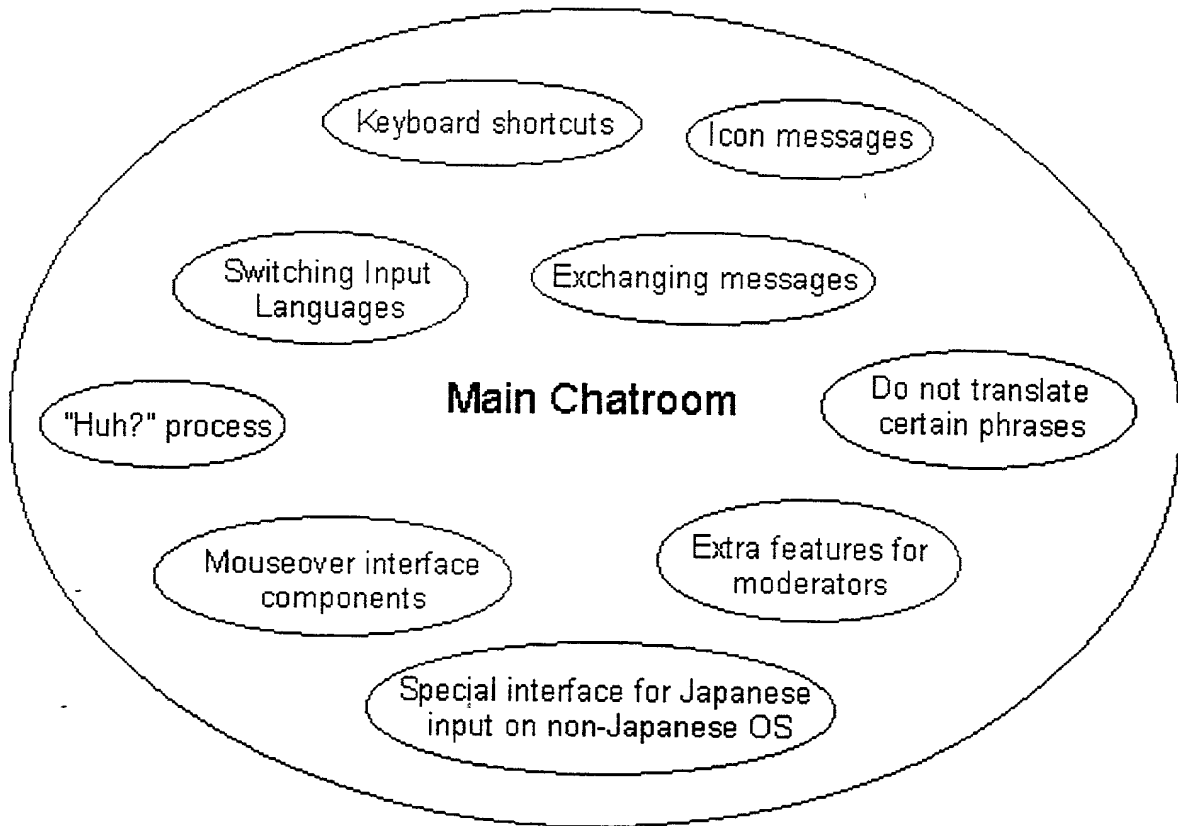 Keyboard shortcuts
Icon messages
Switching Input
Languages
Exchanging messages
Main Chatroom
"Huh?" process
Do not translate
certain phrases
Mouseover interface
components
Extra features for
moderators
Special interface for Japanese
input on non-Japanese OS